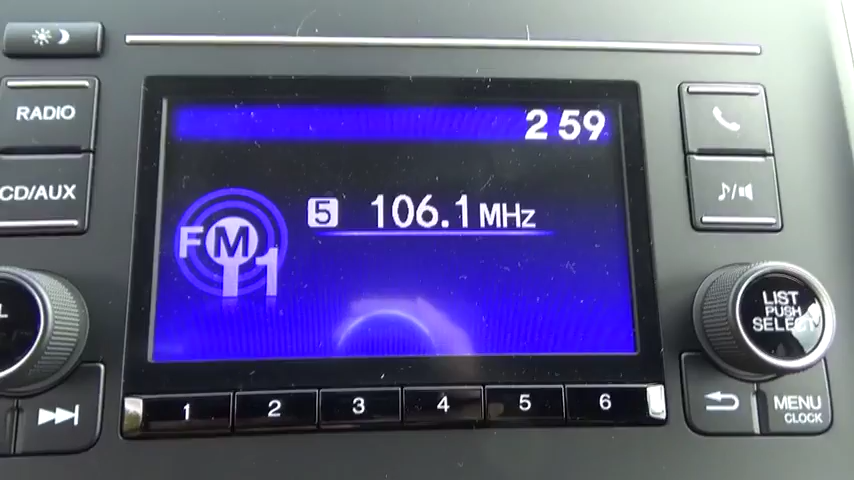 2 59
RADIO
CD/AUX
FM1
5 106.1 MHz
LIST
PUSH
SELECT
1 2 3 4 5 6
MENU
CLOCK